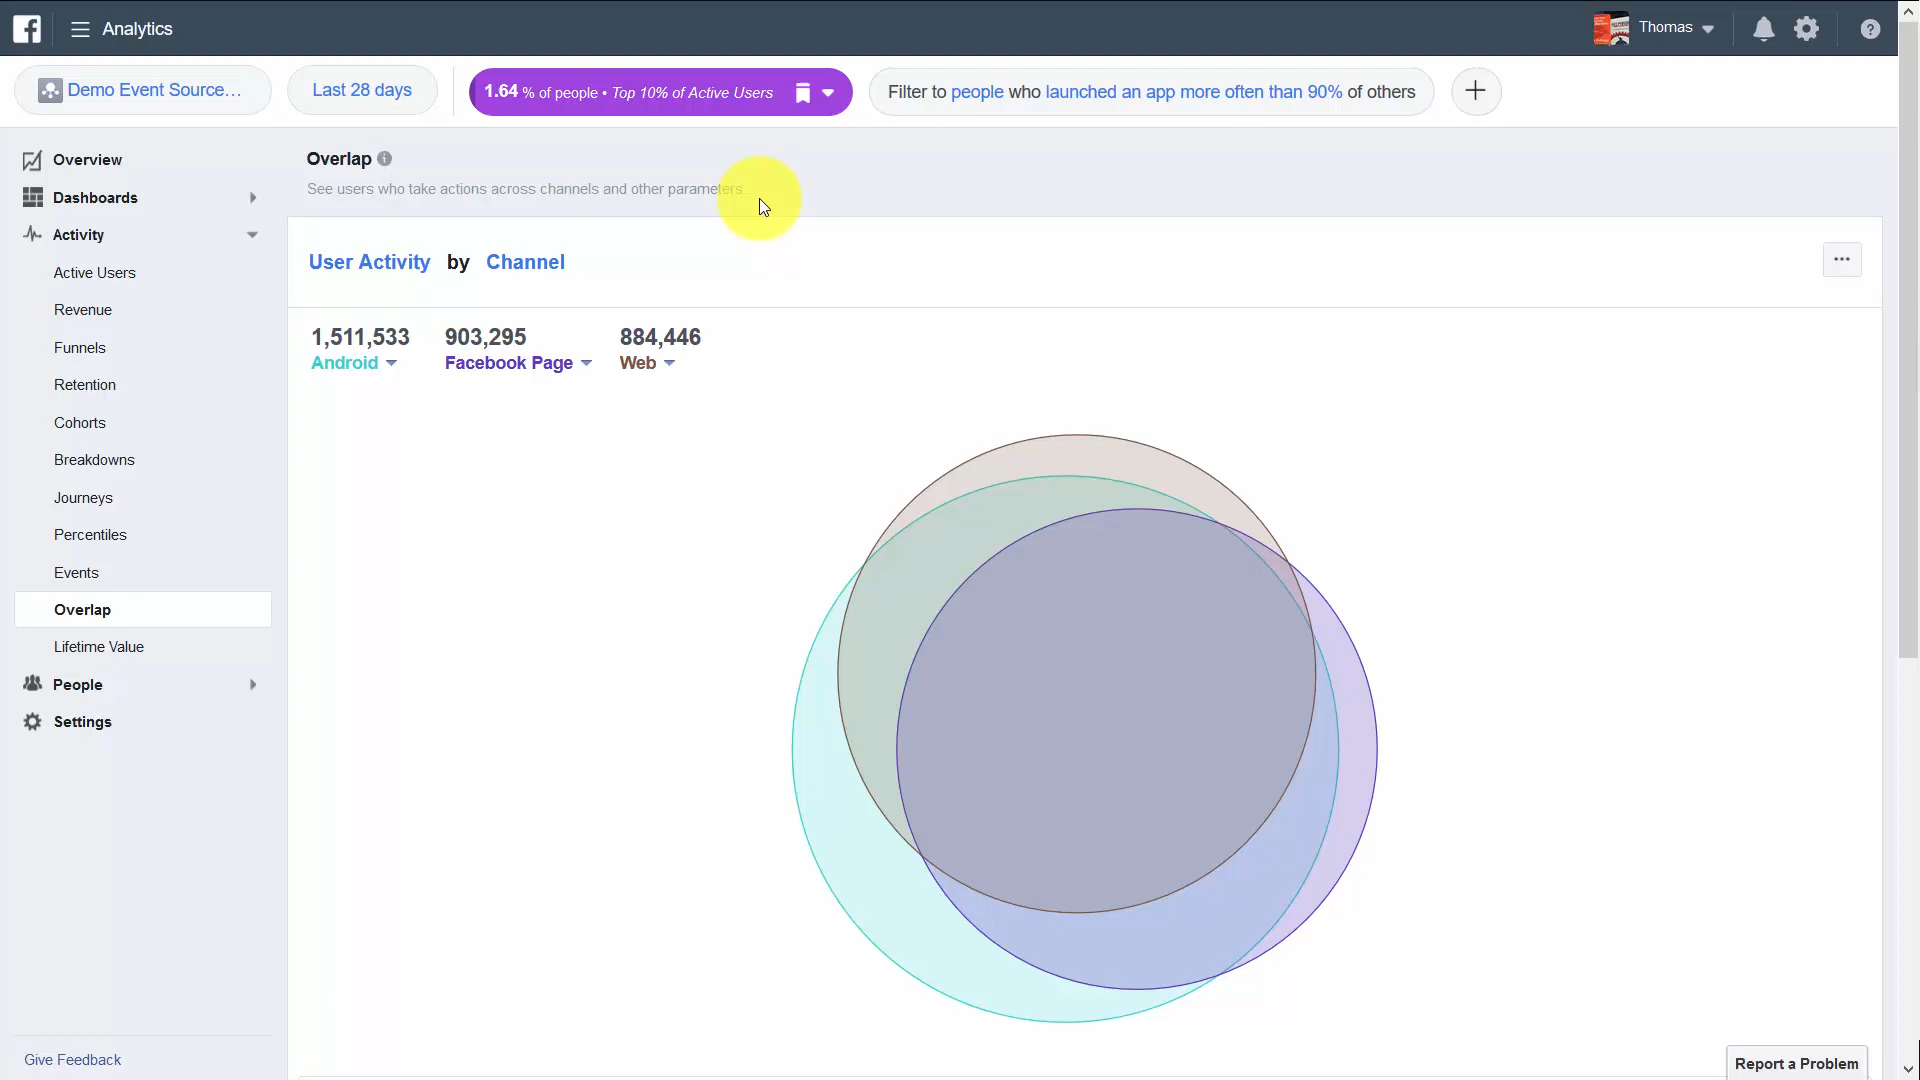 Analytics
Thomas
Demo Event Source...
Last 28 days
1.64 % of people • Top 10% of Active Users
Filter to people who launched an app more often than 90% of others
Overview
Dashboards
Activity
Active Users
Revenue
Funnels
Retention
Cohorts
Breakdowns
Journeys
Percentiles
Events
Overlap
Lifetime Value
People
Settings
Give Feedback
Overlap
See users who take actions across channels and other parameters.
User Activity by Channel
1,511,533 903,295 884,446
Android Facebook Page Web
Report a Problem